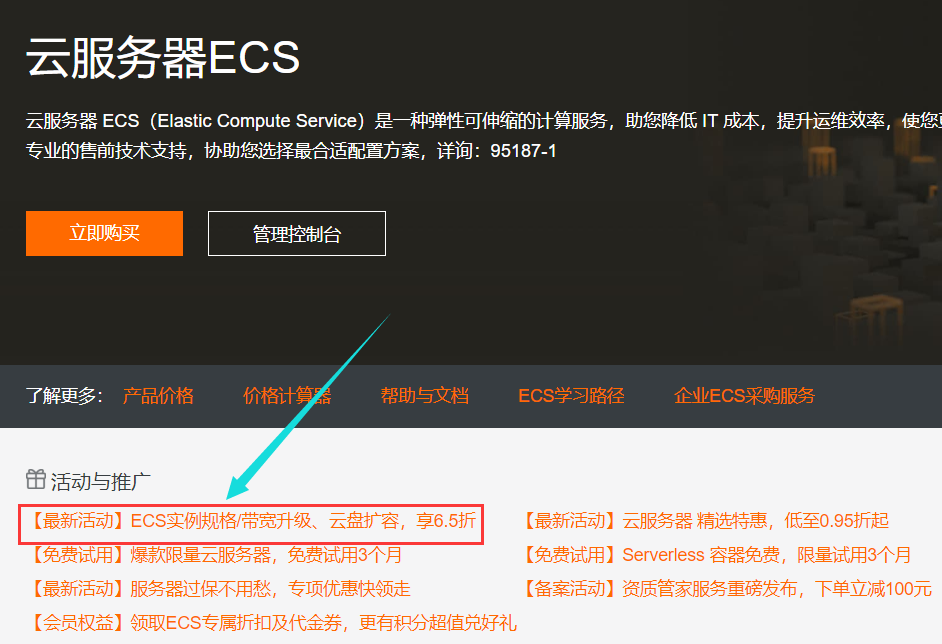 云服务器ECS
云服务器 ECS（Elastic Compute Service）是一种弹性可伸缩的计算服务，助您降低 IT 成本，提升运维效率，使您
专业的售前技术支持，协助您选择最合适配置方案，详询：95187-1
立即购买 管理控制台
了解更多： 产品价格 价格计算器 帮助与文档 ECS学习路径 企业ECS采购服务
活动与推广
【最新活动】ECS实例规格/带宽升级、云盘扩容，享6.5折 【最新活动】云服务器 精选特惠，低至0.95折起
【免费试用】爆款限量云服务器，免费试用3个月 【免费试用】Serverless 容器免费，限量试用3个月
【最新活动】服务器过保不用愁，专项优惠快领走 【备案活动】资质管家服务重磅发布，下单立减100元
【会员权益】领取ECS专属折扣及代金券，更有积分超值兑好礼